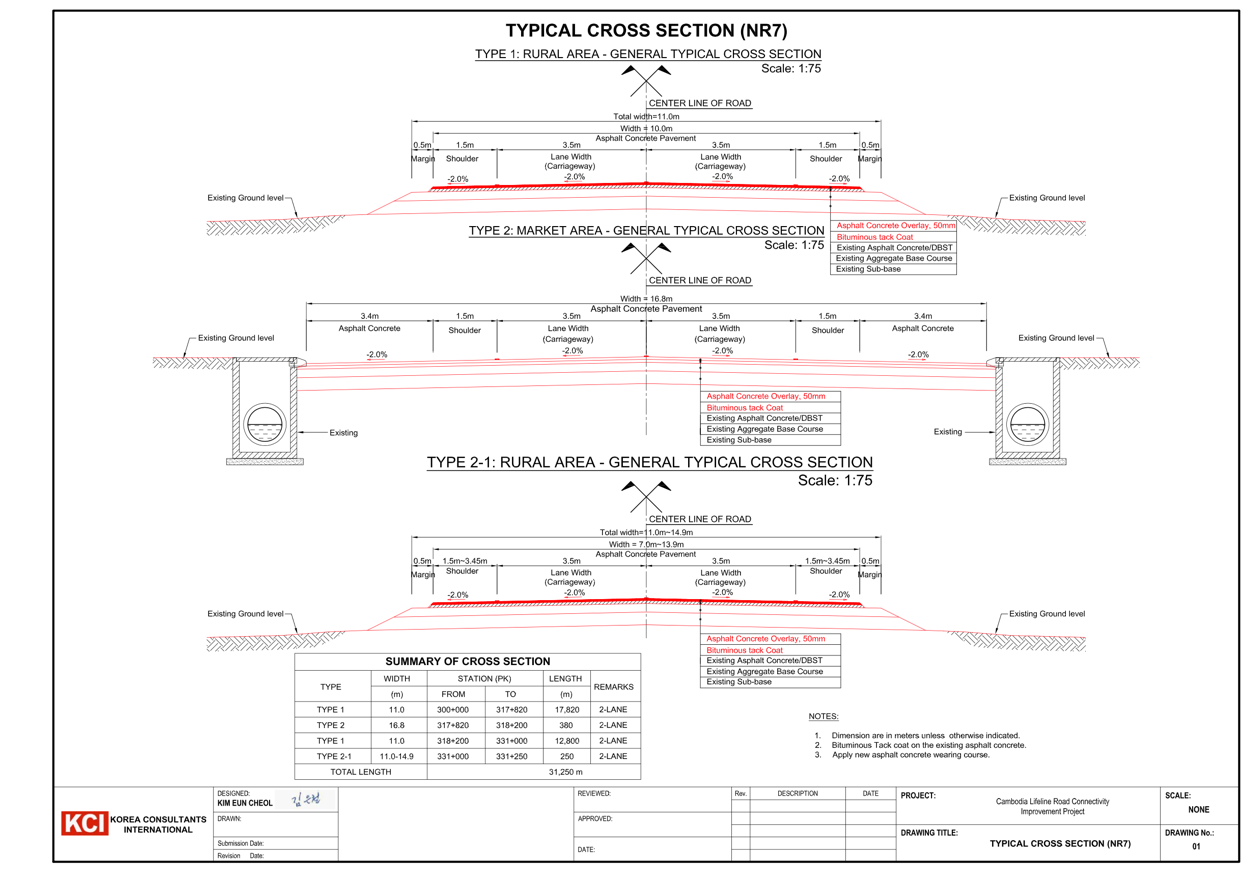 TYPICAL CROSS SECTION (NR7)
TYPE 1: RURAL AREA - GENERAL TYPICAL CROSS SECTION
Scale: 1:75
CENTER LINE OF ROAD
Total width=11.0m
Width = 10.0m
Asphalt Concrete Pavement
0.5m 1.5m 3.5m 3.5m 1.5m 0.5m
Margin Shoulder Lane Width Lane Width Shoulder Margin
(Carriageway) (Carriageway)
-2.0% -2.0% -2.0% -2.0%
Existing Ground level Existing Ground level
Asphalt Concrete Overlay, 50mm
Bituminous tack Coat
Existing Asphalt Concrete/DBST
Existing Aggregate Base Course
Existing Sub-base
TYPE 2: MARKET AREA - GENERAL TYPICAL CROSS SECTION
Scale: 1:75
CENTER LINE OF ROAD
Width = 16.8m
Asphalt Concrete Pavement
3.4m 1.5m 3.5m 3.5m 1.5m 3.4m
Asphalt Concrete Shoulder Lane Width Lane Width Shoulder Asphalt Concrete
(Carriageway) (Carriageway)
Existing Ground level Existing Ground level
-2.0% -2.0% -2.0% -2.0%
Asphalt Concrete Overlay, 50mm
Bituminous tack Coat
Existing Asphalt Concrete/DBST
Existing Aggregate Base Course
Existing Sub-base
Existing Existing
TYPE 2-1: RURAL AREA - GENERAL TYPICAL CROSS SECTION
Scale: 1:75
CENTER LINE OF ROAD
Total width=11.0m~14.9m
Width = 7.0m~13.9m
Asphalt Concrete Pavement
0.5m 1.5m~3.45m 3.5m 3.5m 1.5m~3.45m 0.5m
Margin Shoulder Lane Width Lane Width Shoulder Margin
(Carriageway) (Carriageway)
-2.0% -2.0% -2.0% -2.0%
Existing Ground level Existing Ground level
Asphalt Concrete Overlay, 50mm
Bituminous tack Coat
Existing Asphalt Concrete/DBST
Existing Aggregate Base Course
Existing Sub-base
SUMMARY OF CROSS SECTION
TYPE WIDTH STATION (PK) LENGTH REMARKS
(m) FROM TO (m)
TYPE 1 11.0 300+000 317+820 17,820 2-LANE
TYPE 2 16.8 317+820 318+200 380 2-LANE
TYPE 1 11.0 318+200 331+000 12,800 2-LANE
TYPE 2-1 11.0-14.9 331+000 331+250 250 2-LANE
TOTAL LENGTH 31,250 m
NOTES:
1. Dimension are in meters unless otherwise indicated.
2. Bituminous Tack coat on the existing asphalt concrete.
3. Apply new asphalt concrete wearing course.
KCI KOREA CONSULTANTS
INTERNATIONAL
DESIGNED:
KIM EUN CHEOL 김은철
DRAWN:
Submission Date:
Revision Date:
REVIEWED:
APPROVED:
DATE:
Rev. DESCRIPTION DATE
PROJECT:
Cambodia Lifeline Road Connectivity
Improvement Project
DRAWING TITLE:
TYPICAL CROSS SECTION (NR7)
SCALE:
NONE
DRAWING No.:
01